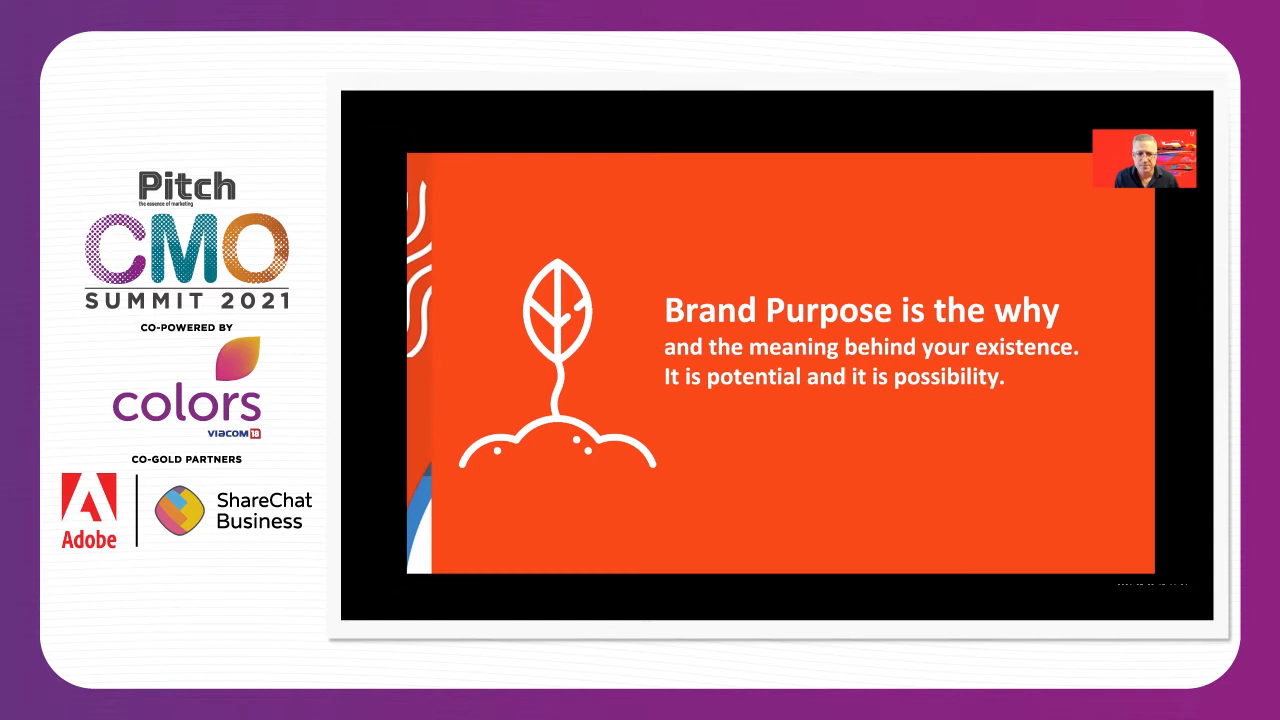 Pitch
the essence of marketing
CMO
SUMMIT 2021
CO-POWERED BY
colors
VIACOM18
CO-GOLD PARTNERS
Adobe
ShareChat
Business
Brand Purpose is the why
and the meaning behind your existence.
It is potential and it is possibility.